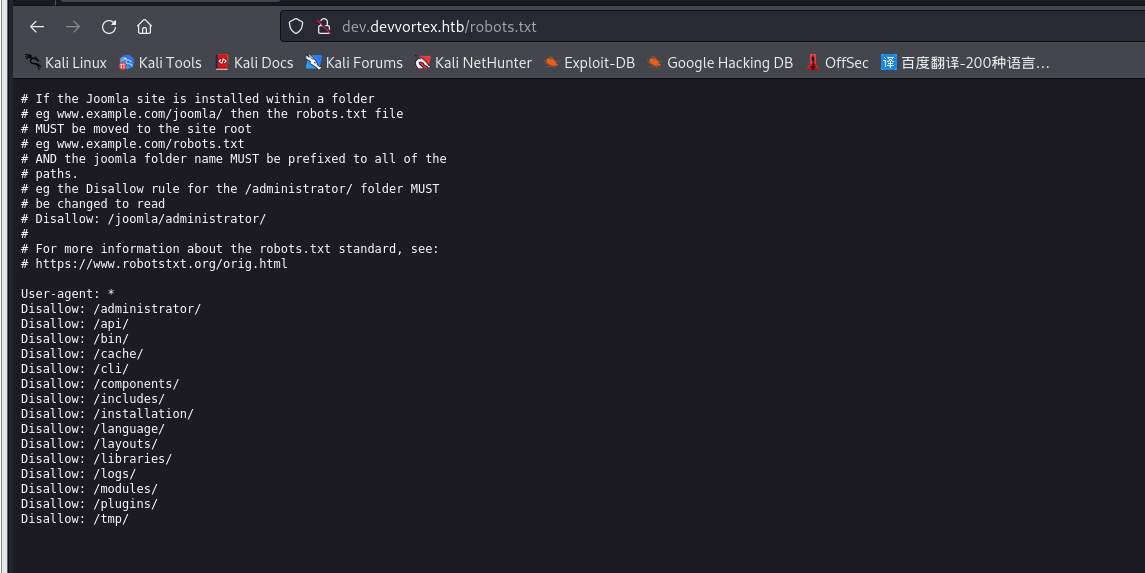 dev.devvortex.htb/robots.txt
Kali Linux Kali Tools Kali Docs Kali Forums Kali NetHunter Exploit-DB Google Hacking DB OffSec 译 百度翻译-200种语言...
# If the Joomla site is installed within a folder
# eg www.example.com/joomla/ then the robots.txt file
# MUST be moved to the site root
# eg www.example.com/robots.txt
# AND the joomla folder name MUST be prefixed to all of the
# paths.
# eg the Disallow rule for the /administrator/ folder MUST
# be changed to read
# Disallow: /joomla/administrator/
#
# For more information about the robots.txt standard, see:
# https://www.robotstxt.org/orig.html
User-agent: *
Disallow: /administrator/
Disallow: /api/
Disallow: /bin/
Disallow: /cache/
Disallow: /cli/
Disallow: /components/
Disallow: /includes/
Disallow: /installation/
Disallow: /language/
Disallow: /layouts/
Disallow: /libraries/
Disallow: /logs/
Disallow: /modules/
Disallow: /plugins/
Disallow: /tmp/